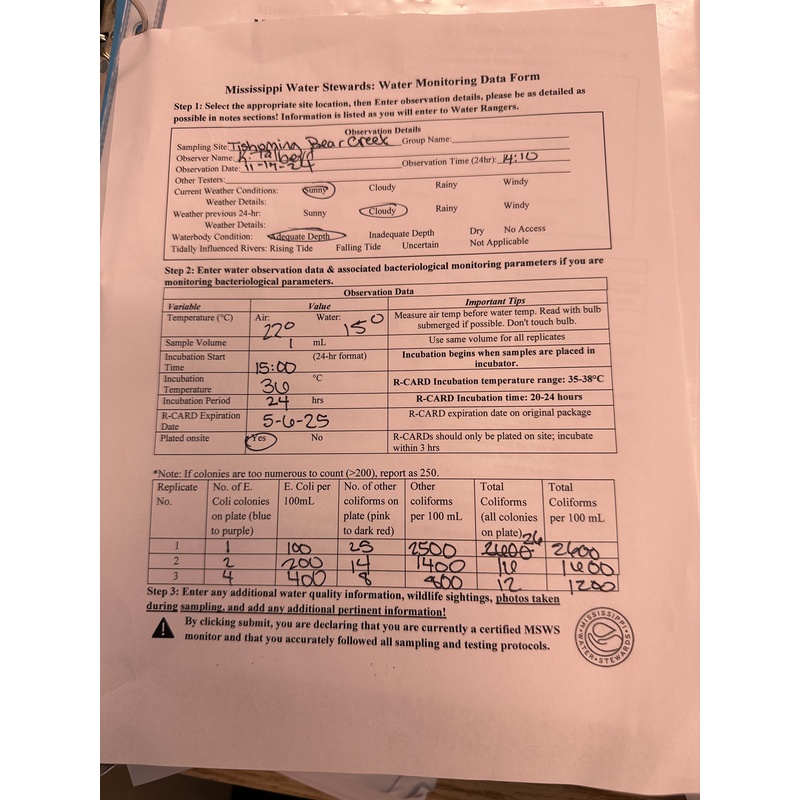 Mississippi Water Stewards: Water Monitoring Data Form
Step 1: Select the appropriate site location, then Enter observation details, please be as detailed as
possible in notes sections! Information is listed as you will enter to Water Rangers.
Observation Details
Sampling Site: Tishoming Bear Creek Group Name:
Observer Name: K. Talbert
Observation Date: 11-17-24 Observation Time (24hr): 14:10
Other Testers:
Current Weather Conditions: Sunny Cloudy Rainy Windy
Weather Details:
Weather previous 24-hr: Sunny Cloudy Rainy Windy
Weather Details:
Waterbody Condition: Adequate Depth Inadequate Depth Dry No Access
Tidally Influenced Rivers: Rising Tide Falling Tide Uncertain Not Applicable
Step 2: Enter water observation data & associated bacteriological monitoring parameters if you are
monitoring bacteriological parameters.
Observation Data
Variable Value Important Tips
Temperature (°C) Air: 22° Water: 15° Measure air temp before water temp. Read with bulb
submerged if possible. Don't touch bulb.
Sample Volume 1 mL Use same volume for all replicates
Incubation Start Time 15:00 (24-hr format) Incubation begins when samples are placed in
incubator.
Incubation Temperature 36 °C R-CARD Incubation temperature range: 35-38°C
Incubation Period 24 hrs R-CARD Incubation time: 20-24 hours
R-CARD Expiration Date 5-6-25 R-CARD expiration date on original package
Plated onsite Yes No R-CARDs should only be plated on site; incubate
within 3 hrs
*Note: If colonies are too numerous to count (>200), report as 250.
Replicate No. of E. E. Coli per No. of other Other Total Total
No. Coli colonies 100mL coliforms on coliforms Coliforms Coliforms
on plate (blue plate (pink per 100 mL (all colonies per 100 mL
to purple) to dark red) on plate)
1 1 100 25 2500 2600 26 2600
2 2 200 14 1400 16 1600
3 4 400 8 800 12 1200
Step 3: Enter any additional water quality information, wildlife sightings, photos taken
during sampling, and add any additional pertinent information!
By clicking submit, you are declaring that you are currently a certified MSWS
monitor and that you accurately followed all sampling and testing protocols.
MISSISSIPPI
WATER STEWARDS